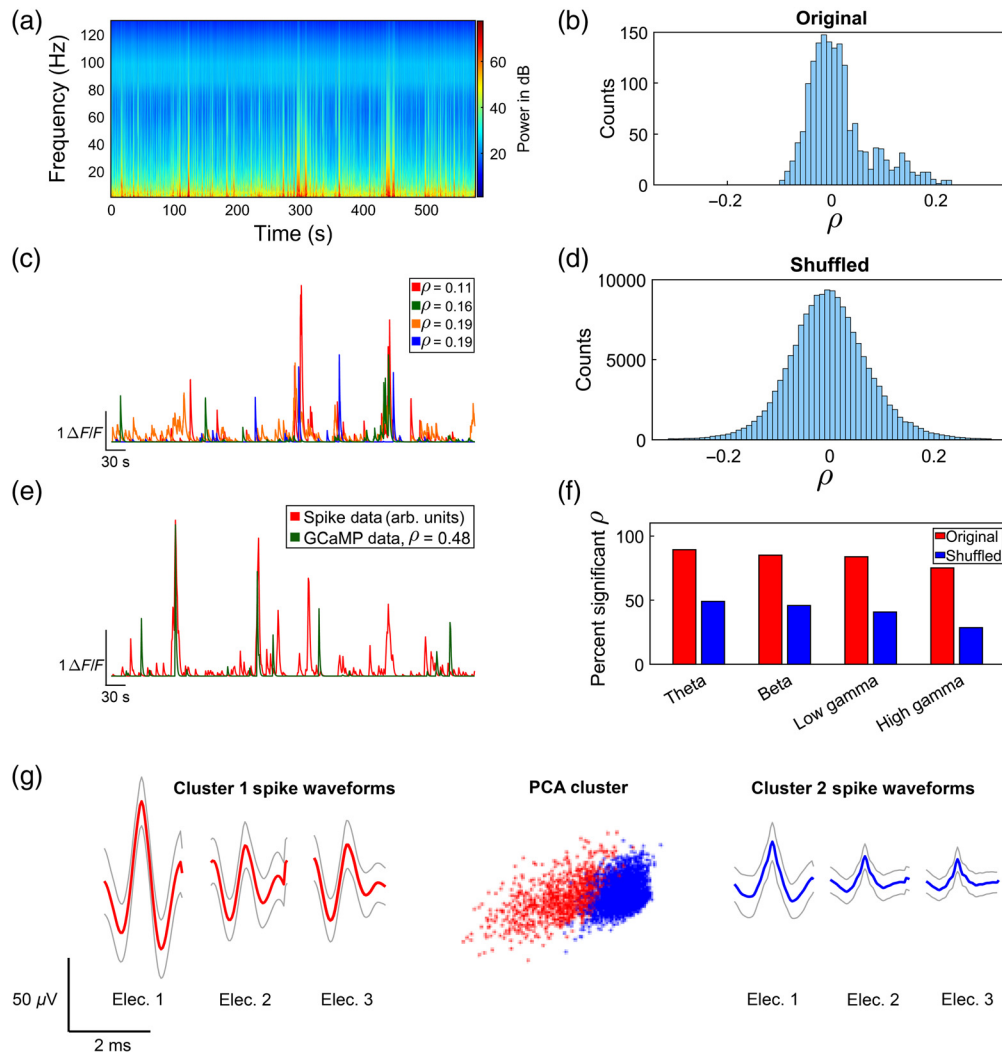 (a)
Frequency (Hz)
120
100
80
60
40
20
0
100
200
300
400
500
Time (s)
60
40
20
Power in dB
(b)
Original
Counts
150
100
50
0
−0.2
0
0.2
ρ
(c)
ρ = 0.11
ρ = 0.16
ρ = 0.19
ρ = 0.19
1 ΔF/F
30 s
(d)
Shuffled
Counts
10000
5000
0
−0.2
0
0.2
ρ
(e)
Spike data (arb. units)
GCaMP data, ρ = 0.48
1 ΔF/F
30 s
(f)
Percent significant ρ
100
50
0
Original
Shuffled
Theta
Beta
Low gamma
High gamma
(g)
Cluster 1 spike waveforms
PCA cluster
Cluster 2 spike waveforms
50 µV
2 ms
Elec. 1
Elec. 2
Elec. 3
Elec. 1
Elec. 2
Elec. 3